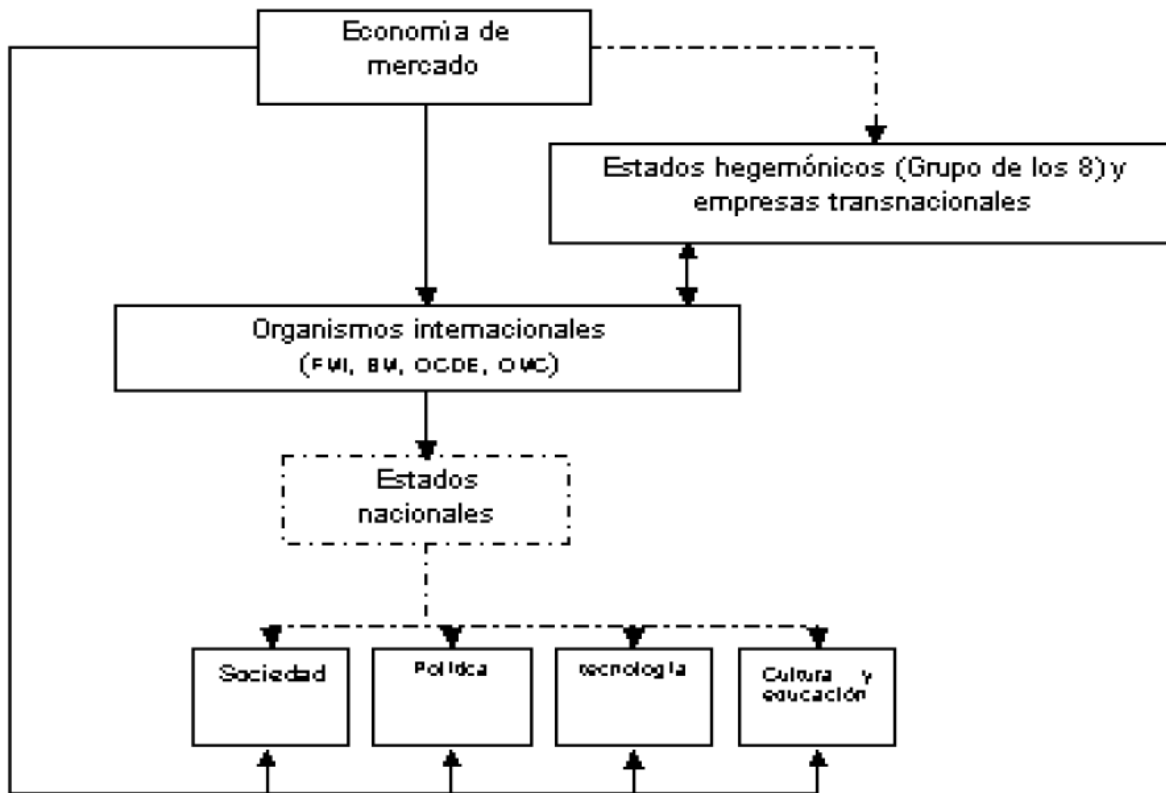 Economia de
mercado
Estados hegemónicos (Grupo de los 8) y
empresas transnacionales
Organismos internacionales
(FMI, BM, OCDE, OMC)
Estados
nacionales
Sociedad
Política
tecnología
Cultura y
educación